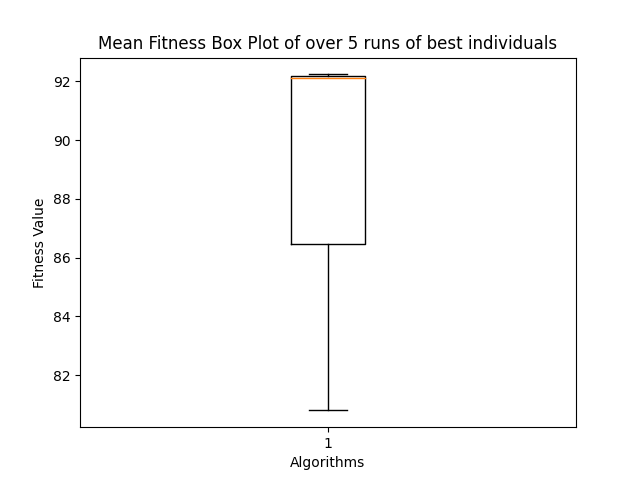 Mean Fitness Box Plot of over 5 runs of best individuals
92
90
88
86
84
82
Fitness Value
1
Algorithms